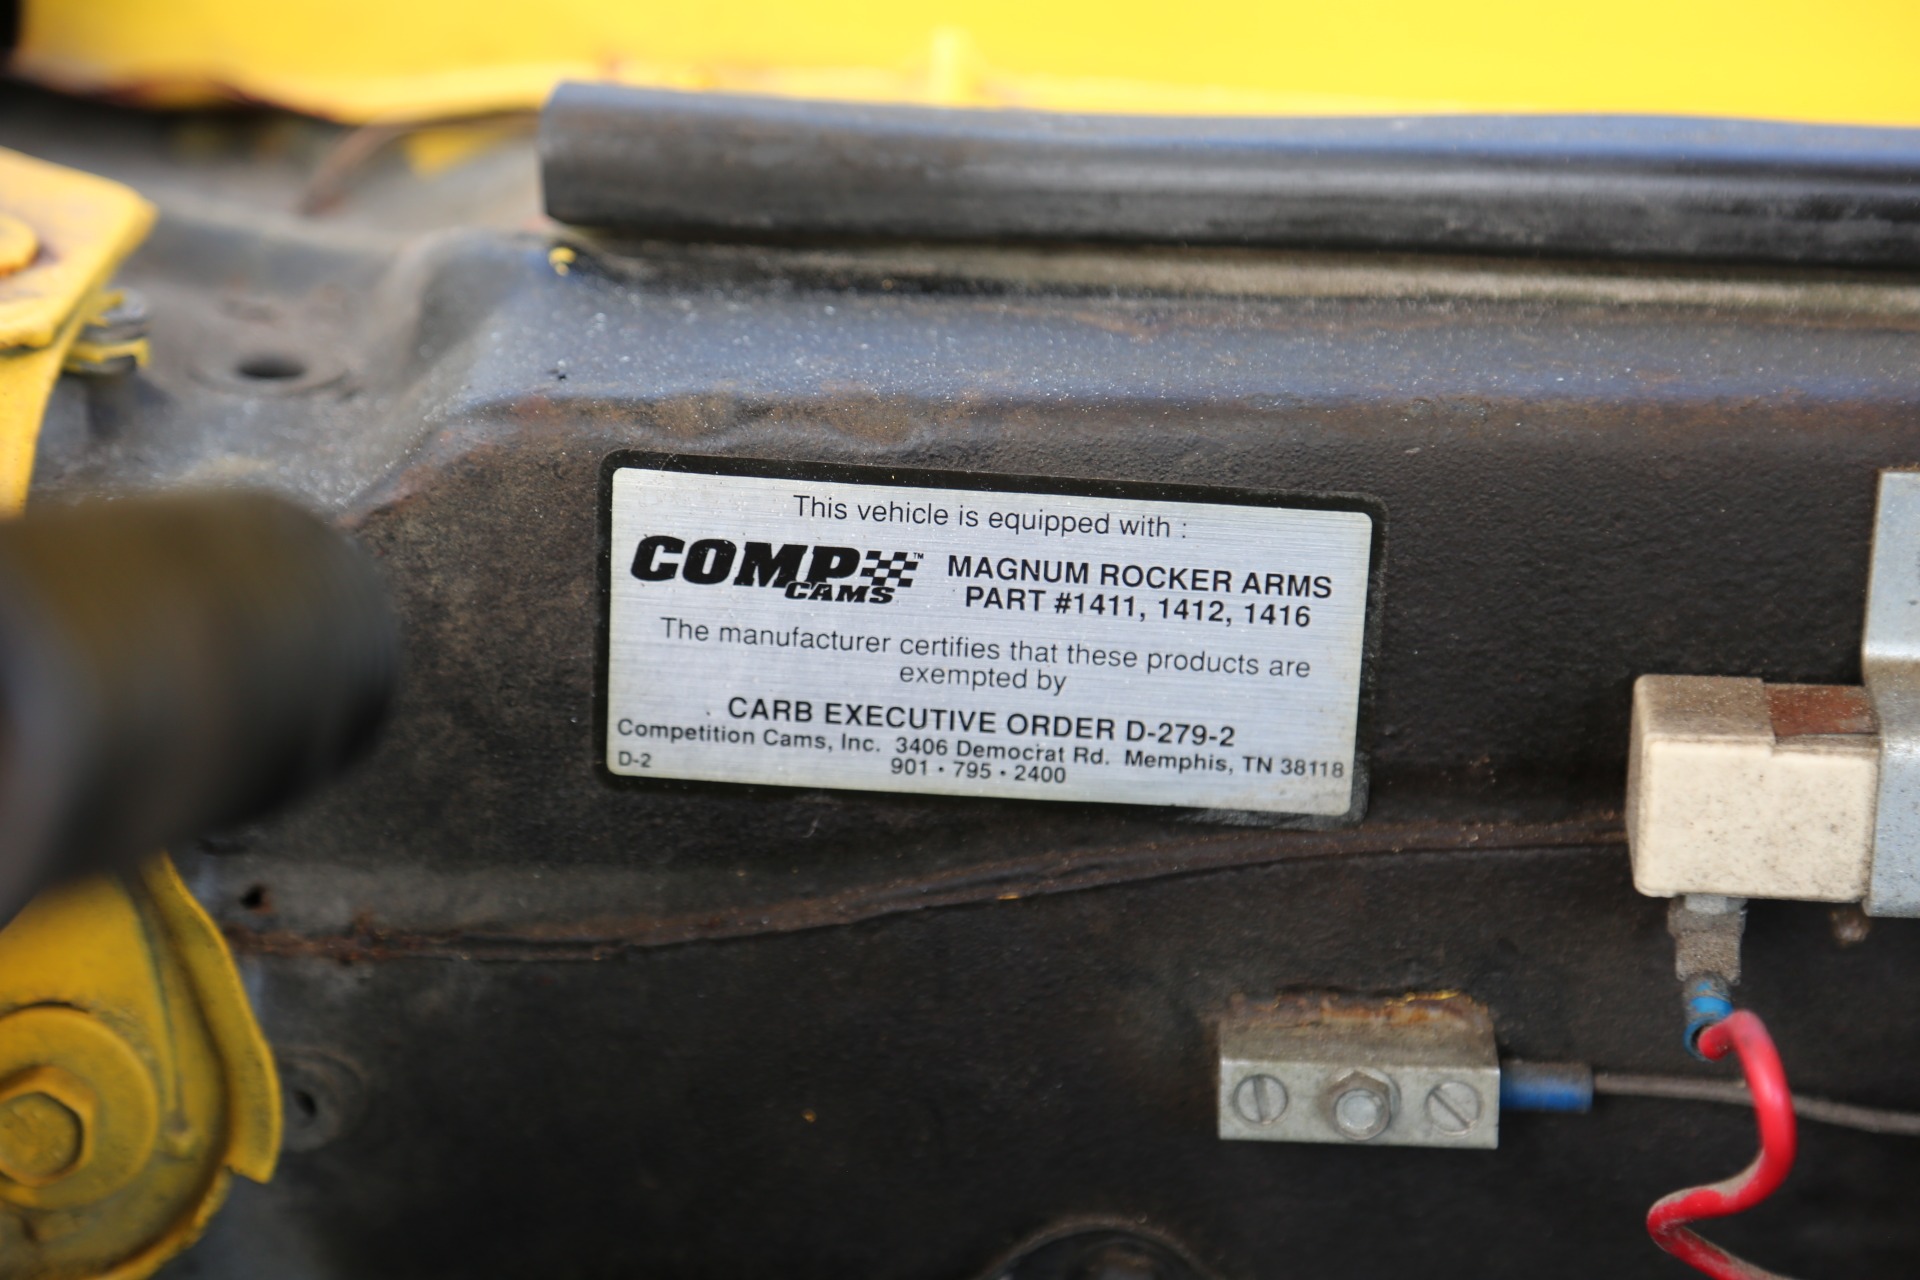 This vehicle is equipped with :
COMP CAMS™
MAGNUM ROCKER ARMS
PART #1411, 1412, 1416
The manufacturer certifies that these products are
exempted by
CARB EXECUTIVE ORDER D-279-2
Competition Cams, Inc. 3406 Democrat Rd. Memphis, TN 38118
D-2
901 · 795 · 2400